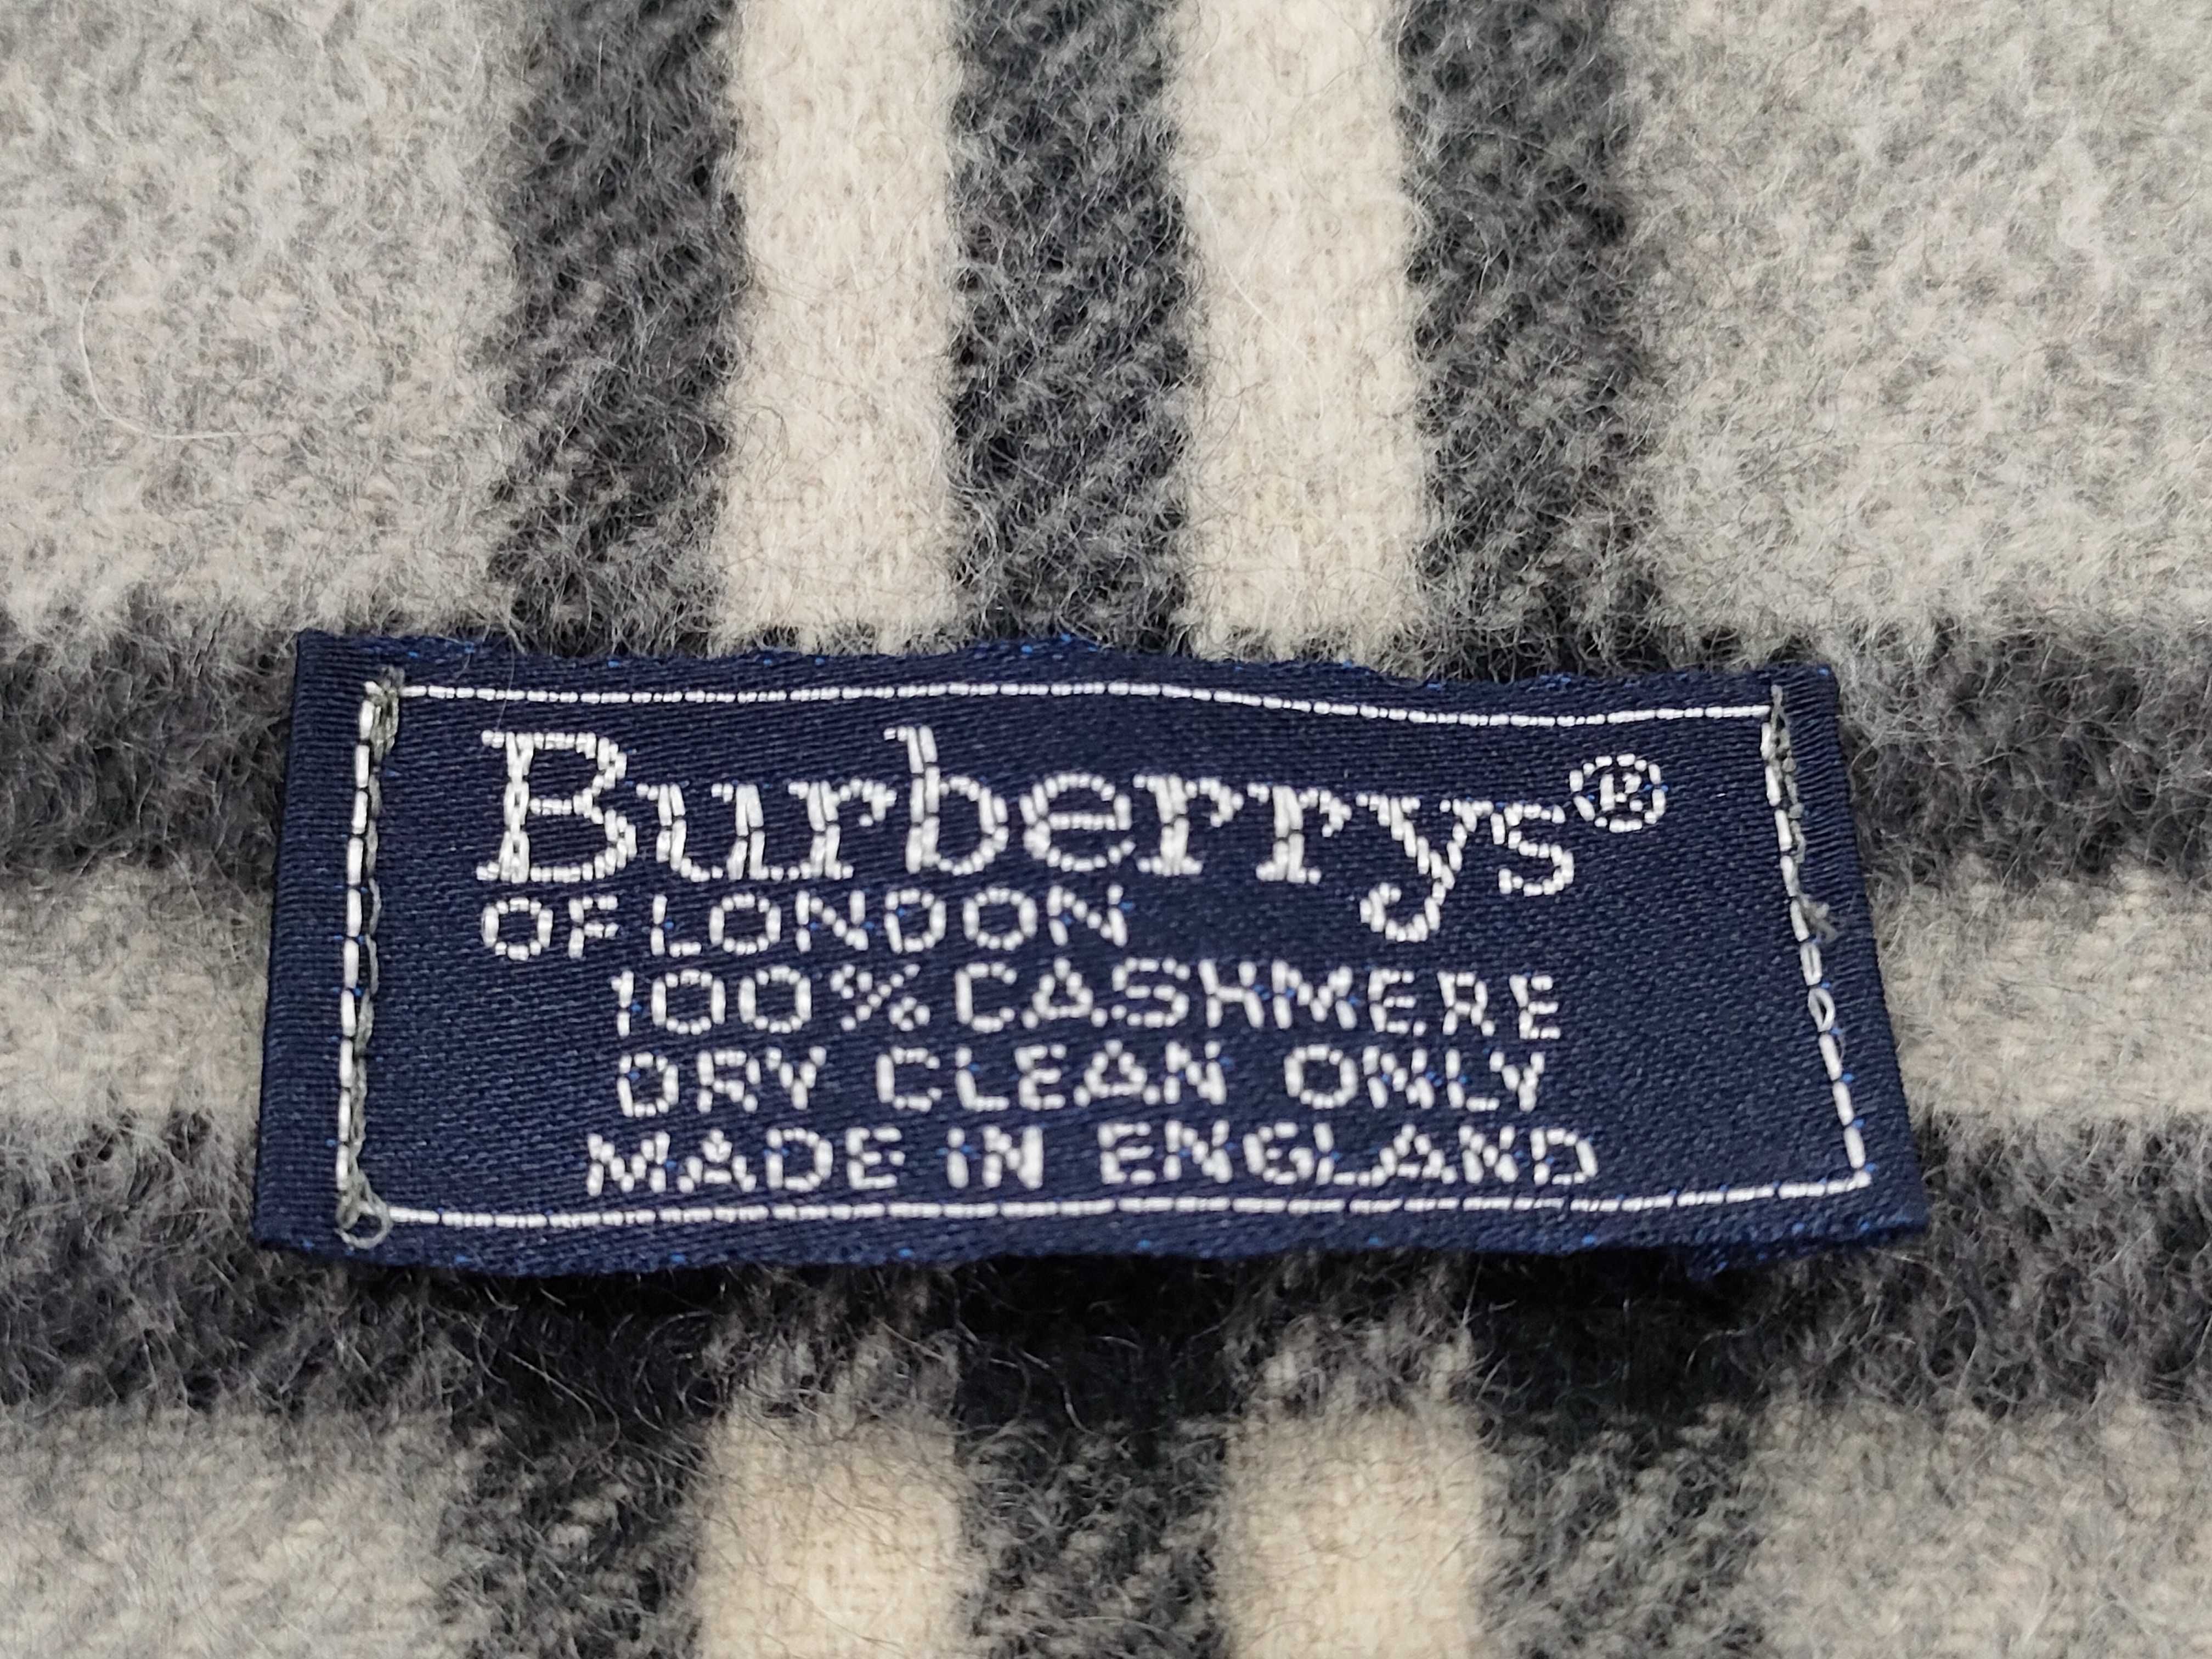 Burberrys®
OF LONDON
100% CASHMERE
DRY CLEAN ONLY
MADE IN ENGLAND